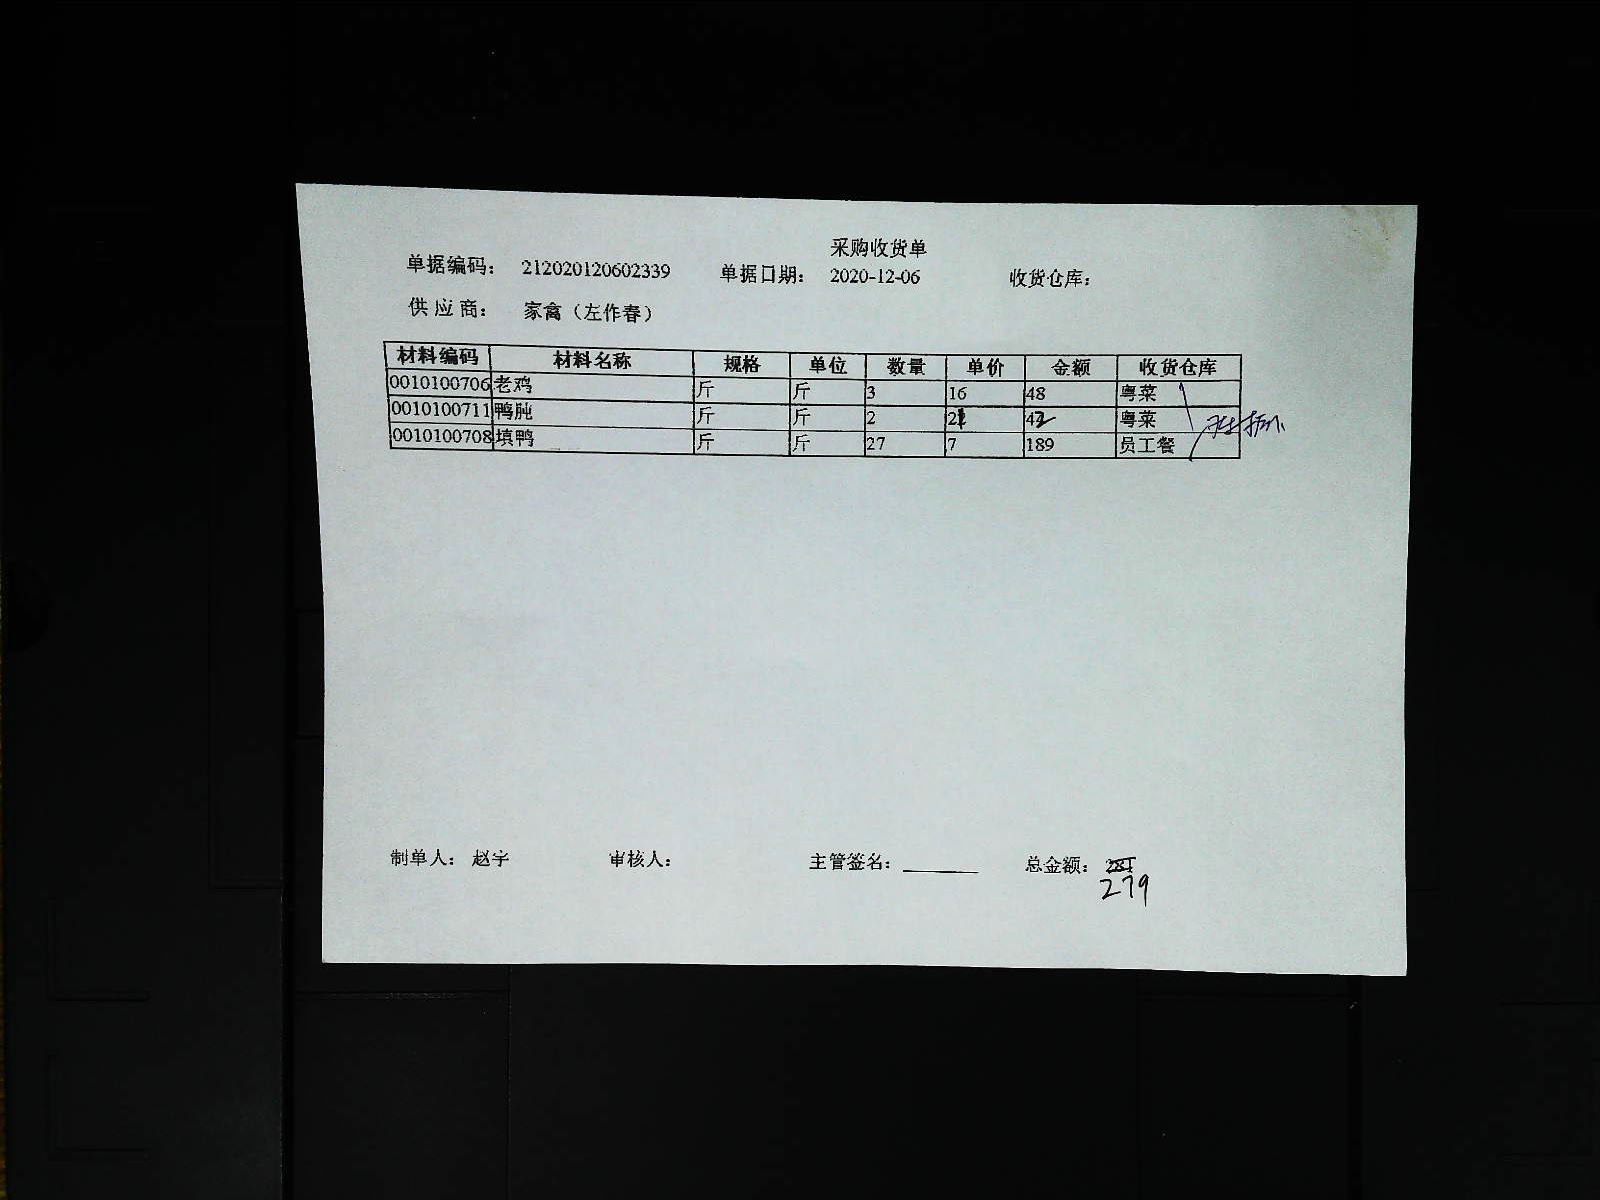 采购收货单
单据编码： 212020120602339 单据日期： 2020-12-06 收货仓库：
供 应 商： 家禽（左作春）
材料编码 材料名称 规格 单位 数量 单价 金额 收货仓库
0010100706 老鸡 斤 斤 3 16 48 粤菜
0010100711 鸭肫 斤 斤 2 21 42 粤菜
0010100708 填鸭 斤 斤 27 7 189 员工餐
制单人： 赵宇 审核人： 主管签名： 总金额：
279